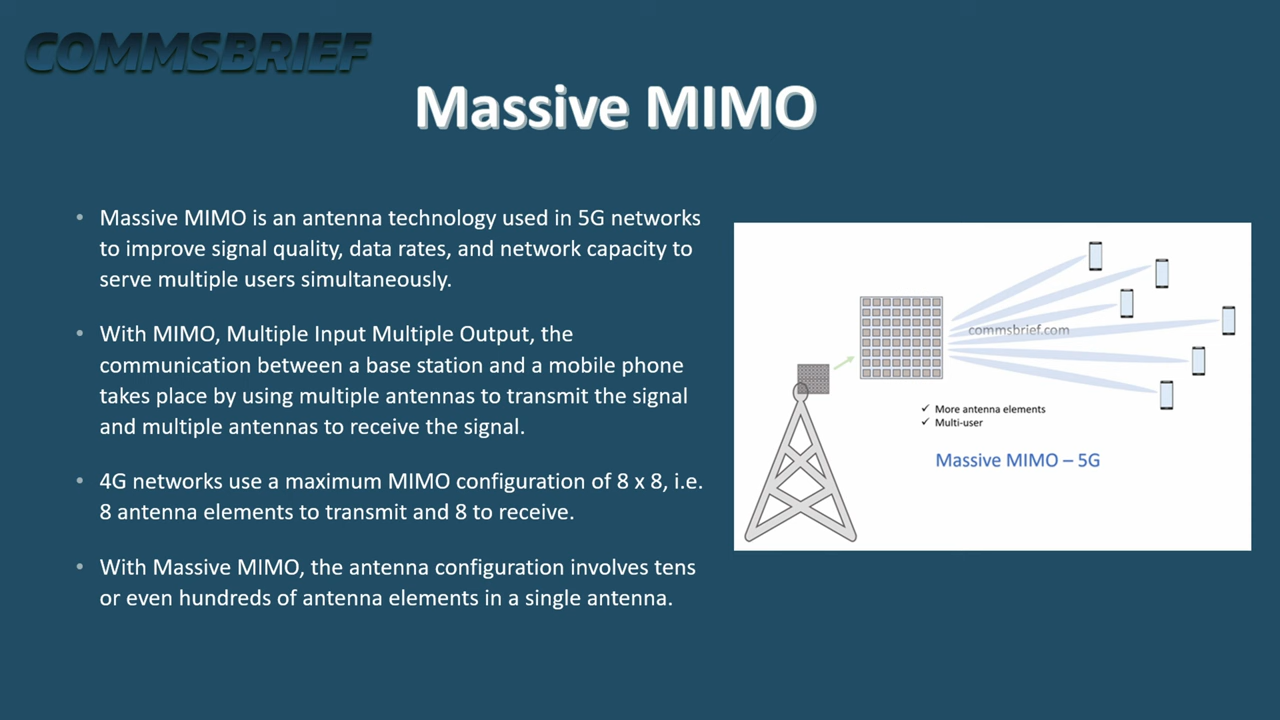 COMMSBRIEF
Massive MIMO
• Massive MIMO is an antenna technology used in 5G networks
to improve signal quality, data rates, and network capacity to
serve multiple users simultaneously.
• With MIMO, Multiple Input Multiple Output, the
communication between a base station and a mobile phone
takes place by using multiple antennas to transmit the signal
and multiple antennas to receive the signal.
• 4G networks use a maximum MIMO configuration of 8 x 8, i.e.
8 antenna elements to transmit and 8 to receive.
• With Massive MIMO, the antenna configuration involves tens
or even hundreds of antenna elements in a single antenna.
commsbrief.com
✓ More antenna elements
✓ Multi-user
Massive MIMO – 5G